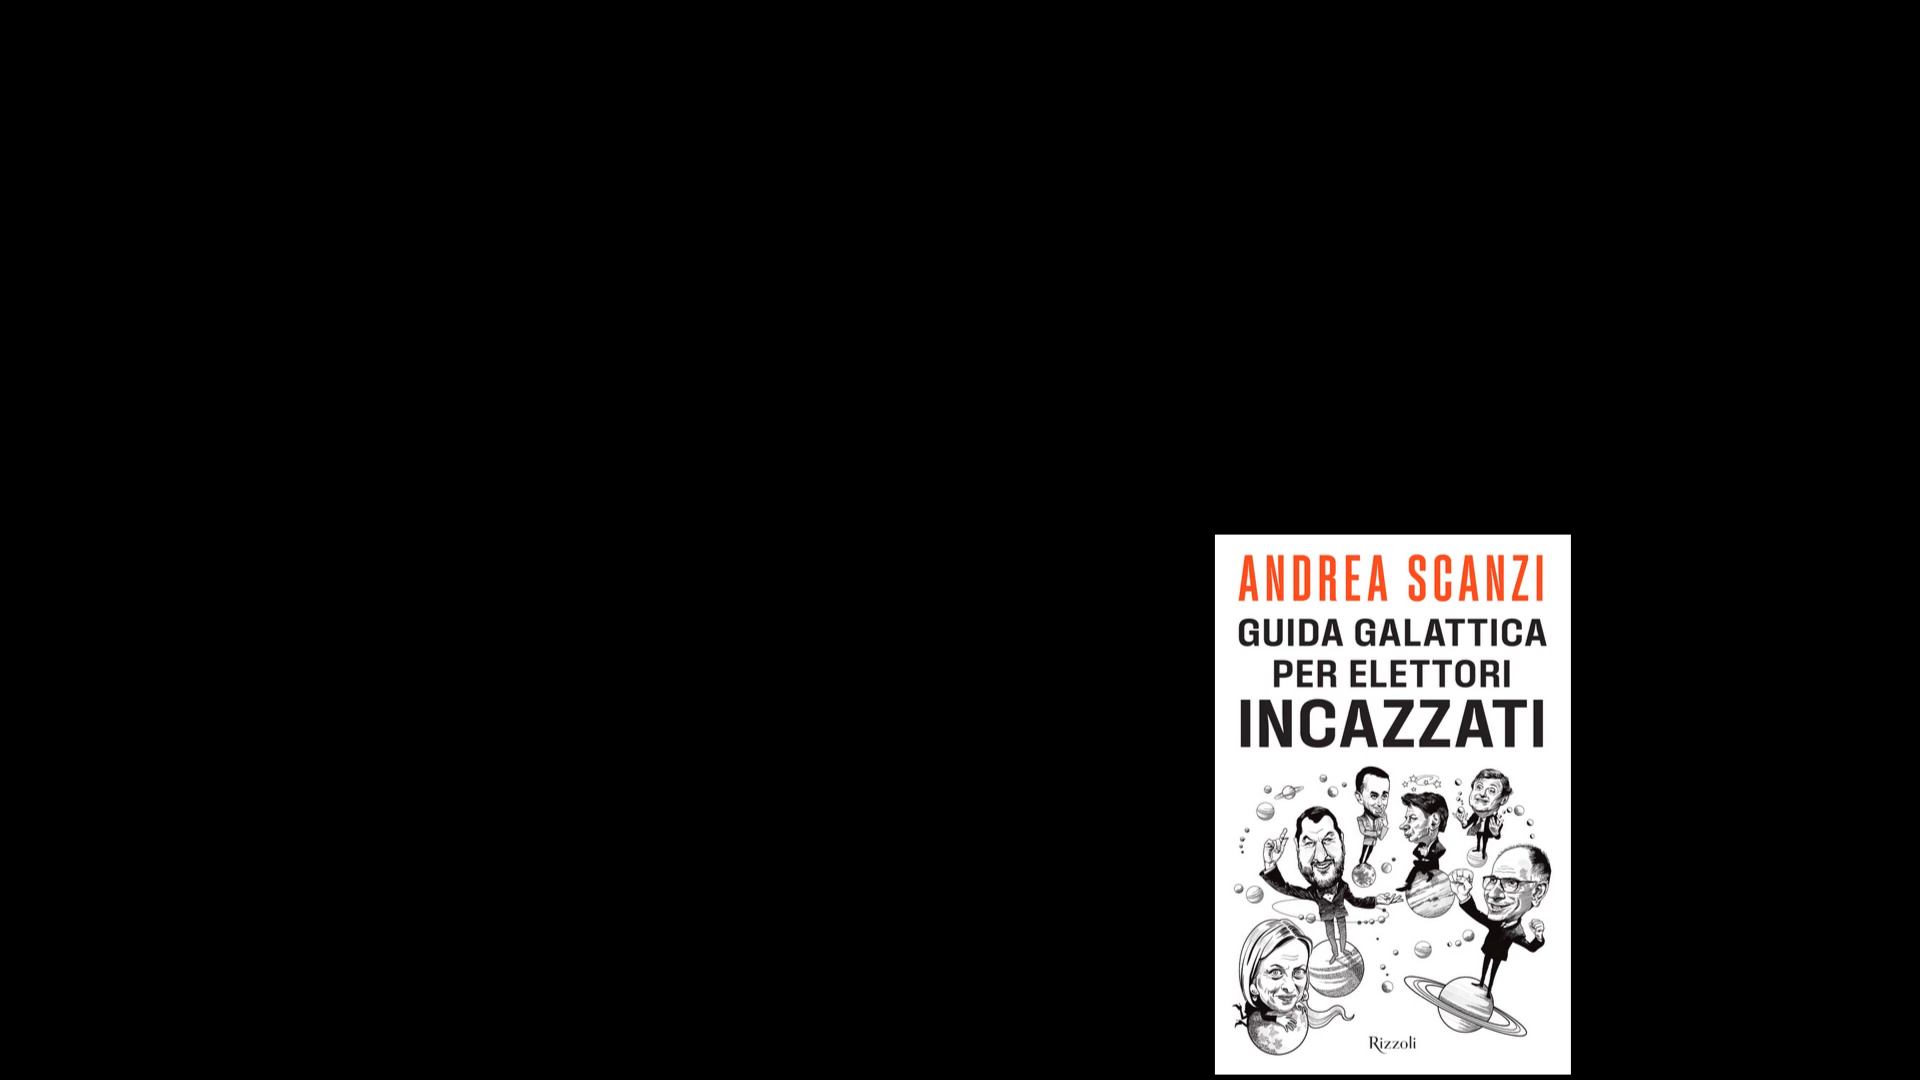 ANDREA SCANZI
GUIDA GALATTICA
PER ELETTORI
INCAZZATI
Rizzoli